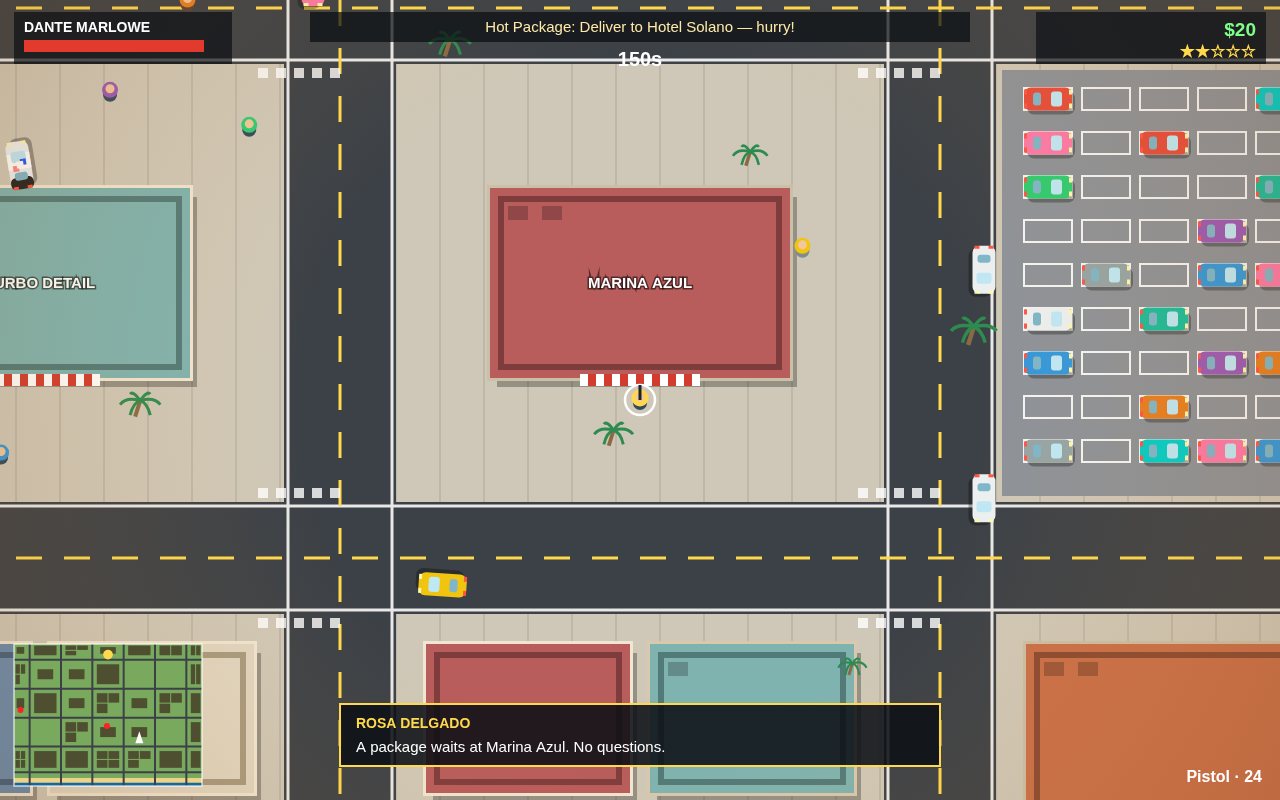 DANTE MARLOWE
Hot Package: Deliver to Hotel Solano — hurry!
150s
$20
★★☆☆☆
URBO DETAIL
MARINA AZUL
ROSA DELGADO
A package waits at Marina Azul. No questions.
Pistol · 24